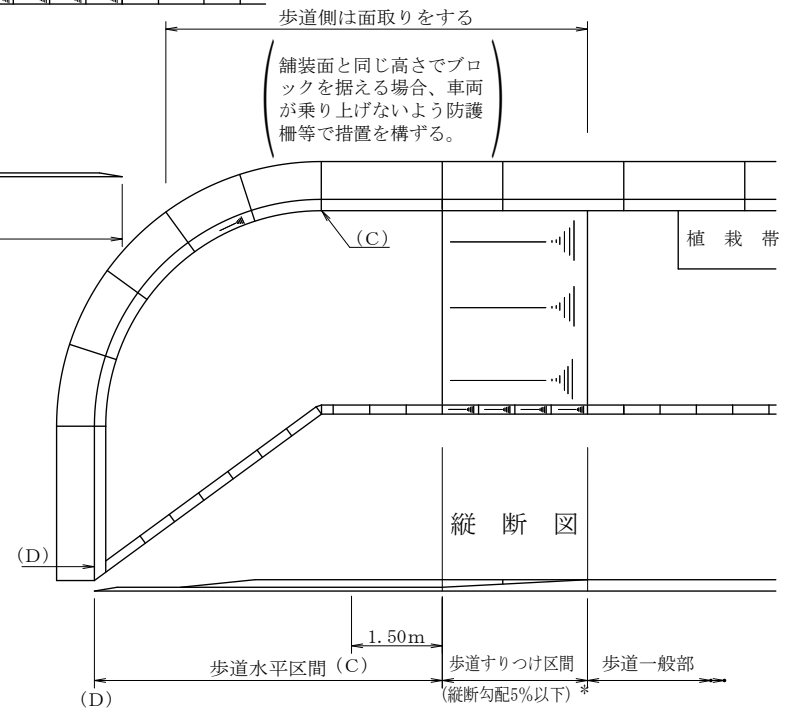 歩道側は面取りをする
舗装面と同じ高さでブロ
ックを据える場合、車両
が乗り上げないよう防護
柵等で措置を構ずる。
(C)
植 栽 帯
縦 断 図
(D)
1.50m
歩道水平区間 (C)
歩道すりつけ区間
歩道一般部
(D)
(縦断勾配5%以下) *